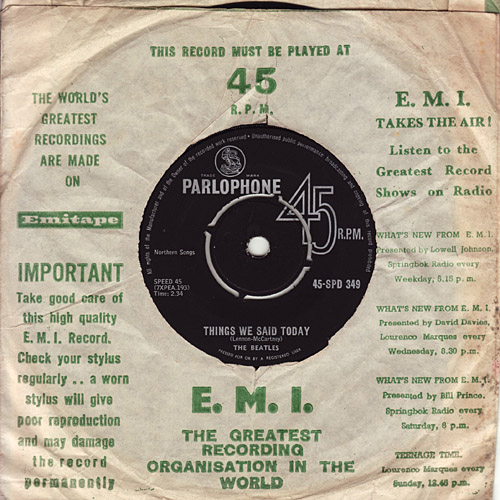 THIS RECORD MUST BE PLAYED AT
45
R. P. M.
THE WORLD'S
GREATEST
RECORDINGS
ARE MADE
ON
Emitape
IMPORTANT
Take good care of
this high quality
E. M. I. Record.
Check your stylus
regularly . . a worn
stylus will give
poor reproduction
and may damage
the record
permanently
E. M. I.
TAKES THE AIR!
Listen to the
Greatest Record
Shows on Radio
WHAT'S NEW FROM E. M. I.
Presented by Lowell Johnson,
Springbok Radio every
Weekday, 5.15 p. m.
WHAT'S NEW FROM E. M. I.
Presented by David Davies,
Lourenco Marques every
Wednesday, 8.30 p.m.
WHAT'S NEW FROM E. M. I.
Presented by Bill Prince,
Springbok Radio every
Saturday, 6 p.m.
TEENAGE TIME.
Lourenco Marques every
Sunday, 12.45 p.m.
TRADE MARK
PARLOPHONE
45
R.P.M.
Northern Songs
45-SPD 349
SPEED 45
(7XPEA.193)
Time: 2.34
THINGS WE SAID TODAY
(Lennon-McCartney)
THE BEATLES
E. M. I.
THE GREATEST
RECORDING
ORGANISATION IN THE
WORLD